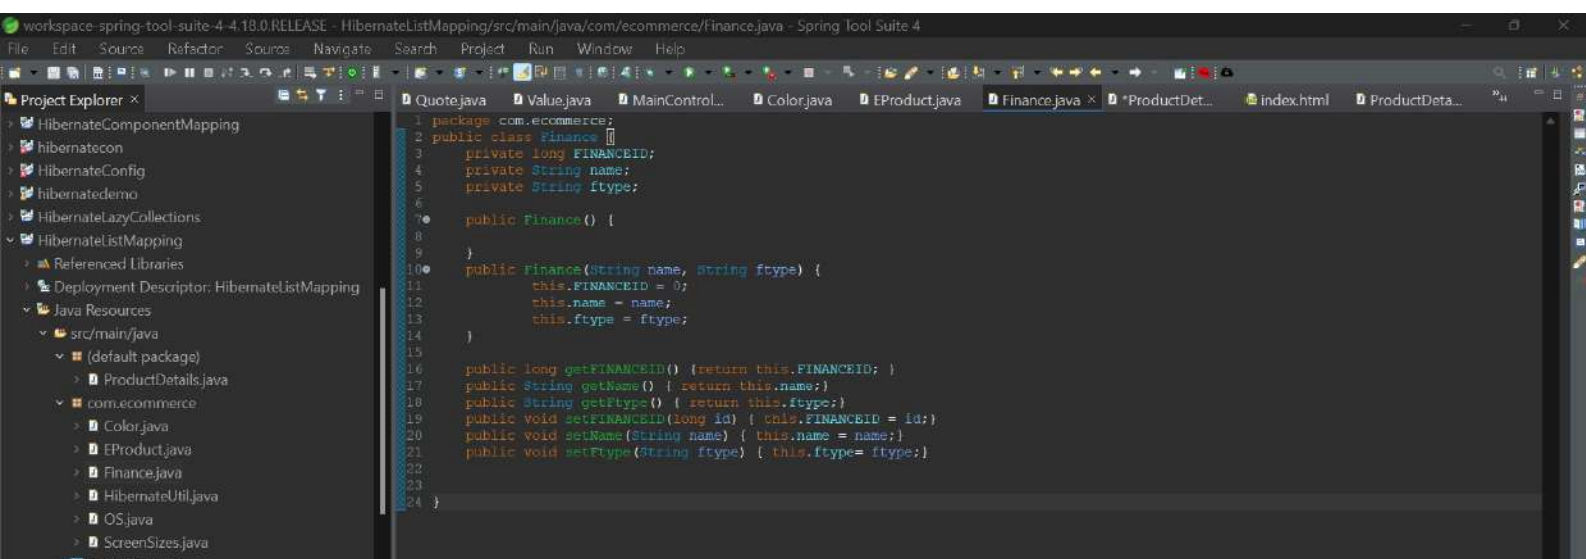 workspace-spring-tool-suite-4-4.18.0.RELEASE - HibernateListMapping/src/main/java/com/ecommerce/Finance.java - Spring Tool Suite 4
File Edit Source Refactor Source Navigate Search Project Run Window Help
Project Explorer ×
Quote.java Value.java MainControl... Color.java EProduct.java Finance.java × *ProductDet... index.html ProductDeta... »44
HibernateComponentMapping
hibernatecon
HibernateConfig
hibernatedemo
HibernateLazyCollections
HibernateListMapping
Referenced Libraries
Deployment Descriptor: HibernateListMapping
Java Resources
src/main/java
(default package)
ProductDetails.java
com.ecommerce
Color.java
EProduct.java
Finance.java
HibernateUtil.java
OS.java
ScreenSizes.java
1 package com.ecommerce;
2 public class Finance {
3 private long FINANCEID;
4 private String name;
5 private String ftype;
6
7 public Finance() {
8
9 }
10 public Finance(String name, String ftype) {
11 this.FINANCEID = 0;
12 this.name = name;
13 this.ftype = ftype;
14 }
15
16 public long getFINANCEID() {return this.FINANCEID; }
17 public String getName() { return this.name;}
18 public String getFtype() { return this.ftype;}
19 public void setFINANCEID(long id) { this.FINANCEID = id;}
20 public void setName(String name) { this.name = name;}
21 public void setFtype(String ftype) { this.ftype= ftype;}
22
23
24 }